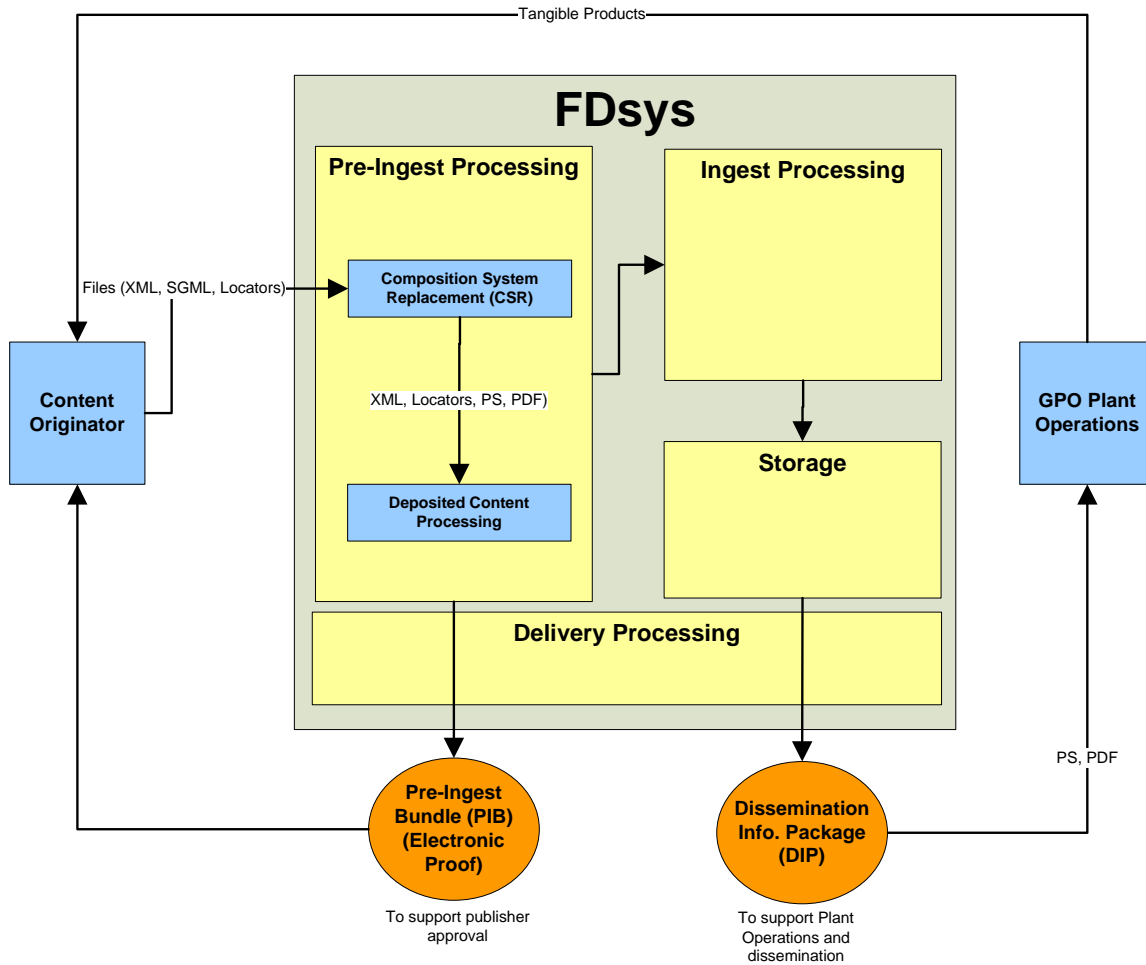 Tangible Products
FDsys
Pre-Ingest Processing
Ingest Processing
Composition System
Replacement (CSR)
Files (XML, SGML, Locators)
Content
Originator
XML, Locators, PS, PDF)
GPO Plant
Operations
Storage
Deposited Content
Processing
Delivery Processing
PS, PDF
Pre-Ingest
Bundle (PIB)
(Electronic
Proof)
Dissemination
Info. Package
(DIP)
To support publisher
approval
To support Plant
Operations and
dissemination